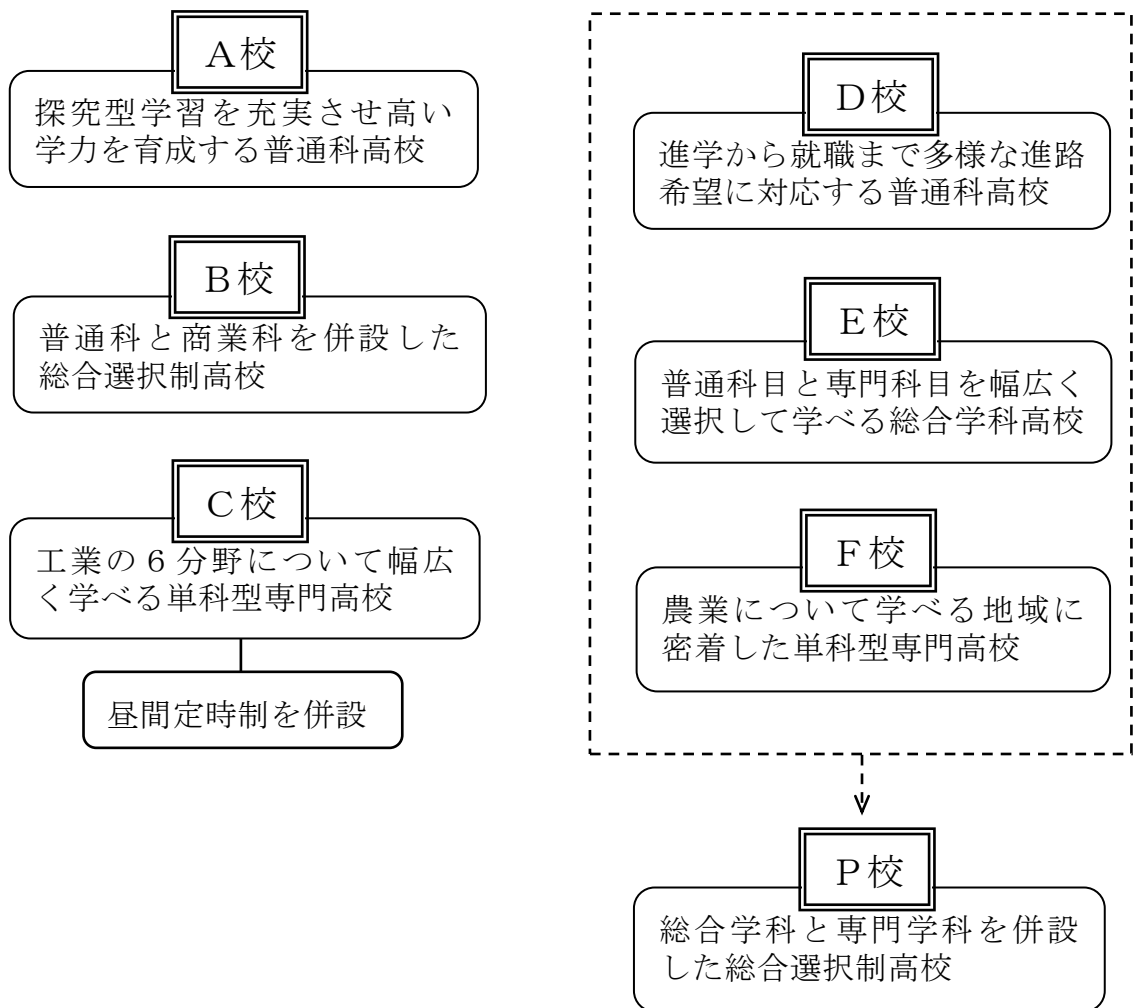 A校
探究型学習を充実させ高い
学力を育成する普通科高校
B校
普通科と商業科を併設した
総合選択制高校
C校
工業の6分野について幅広
く学べる単科型専門高校
昼間定時制を併設
D校
進学から就職まで多様な進路
希望に対応する普通科高校
E校
普通科目と専門科目を幅広く
選択して学べる総合学科高校
F校
農業について学べる地域に
密着した単科型専門高校
P校
総合学科と専門学科を併設
した総合選択制高校